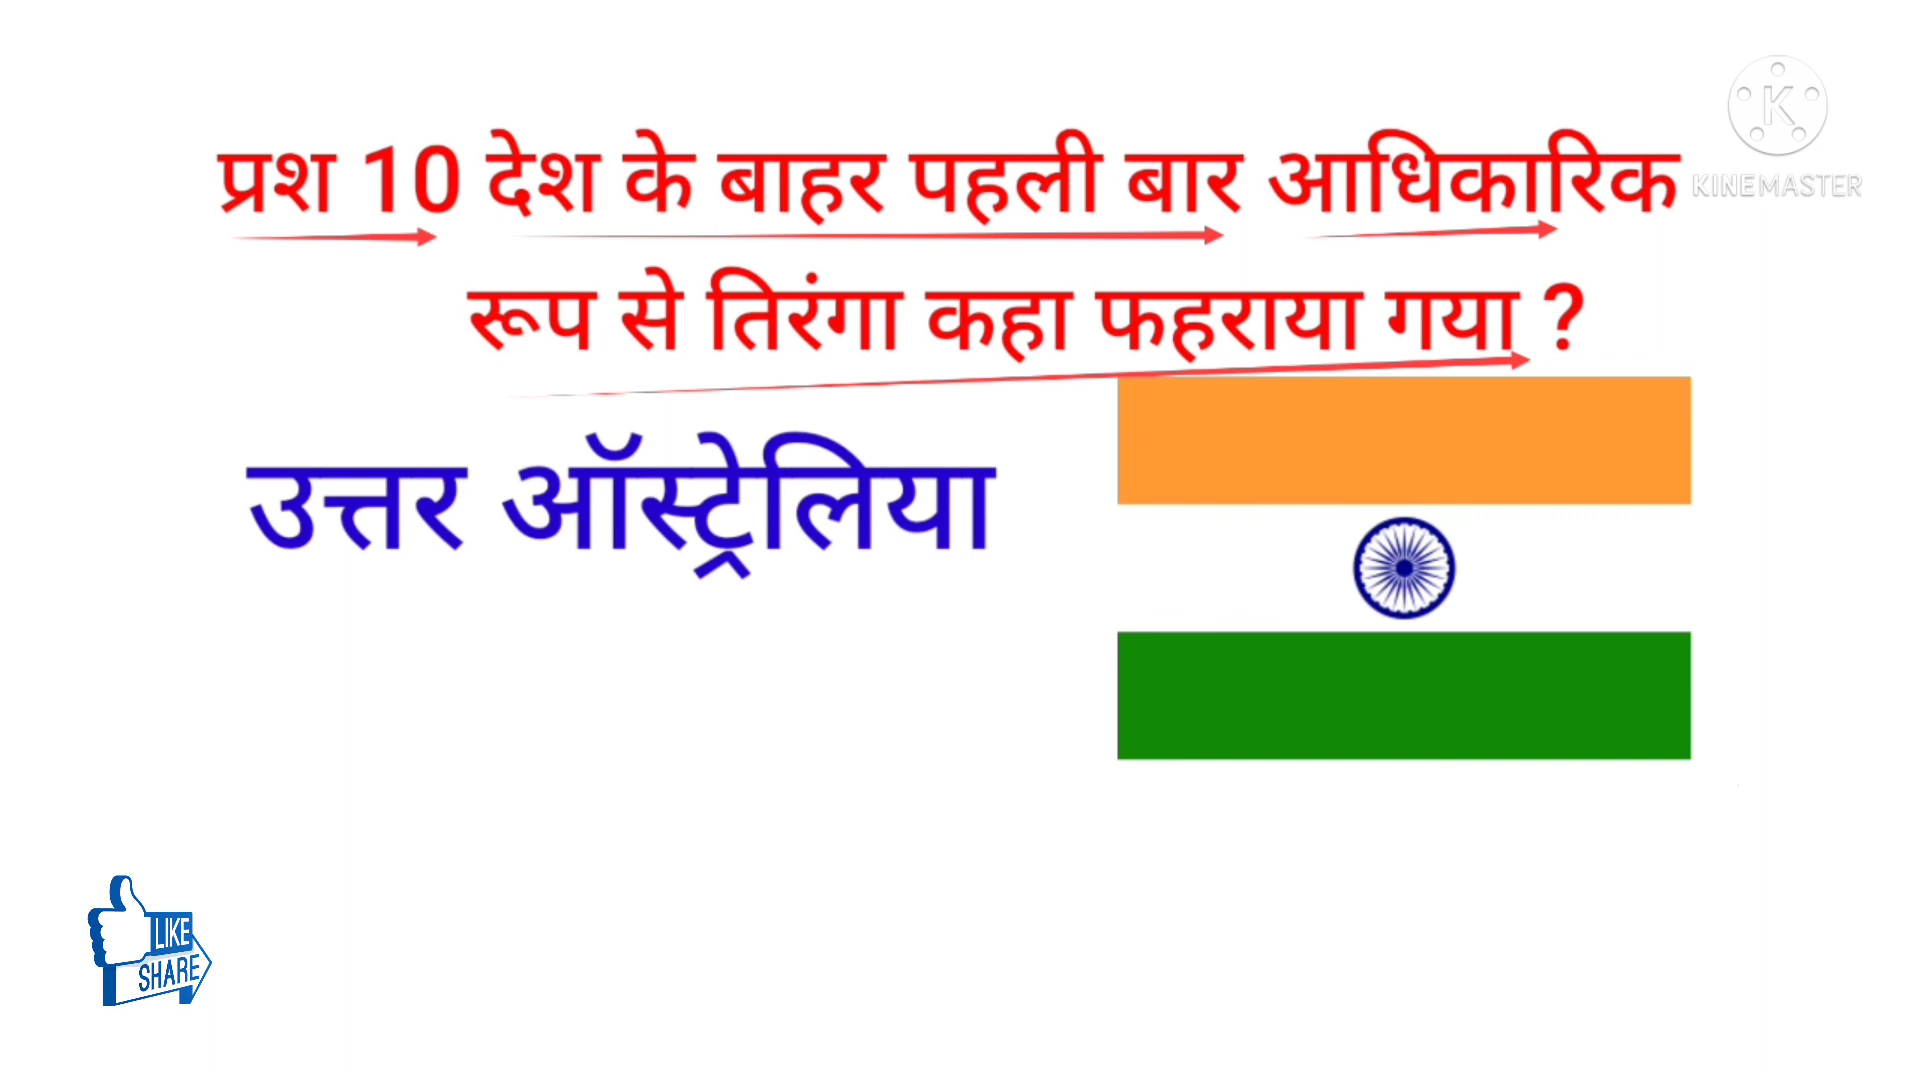 प्रश 10 देश के बाहर पहली बार आधिकारिक
रूप से तिरंगा कहा फहराया गया ?
उत्तर ऑस्ट्रेलिया
K
KINEMASTER
LIKE
SHARE